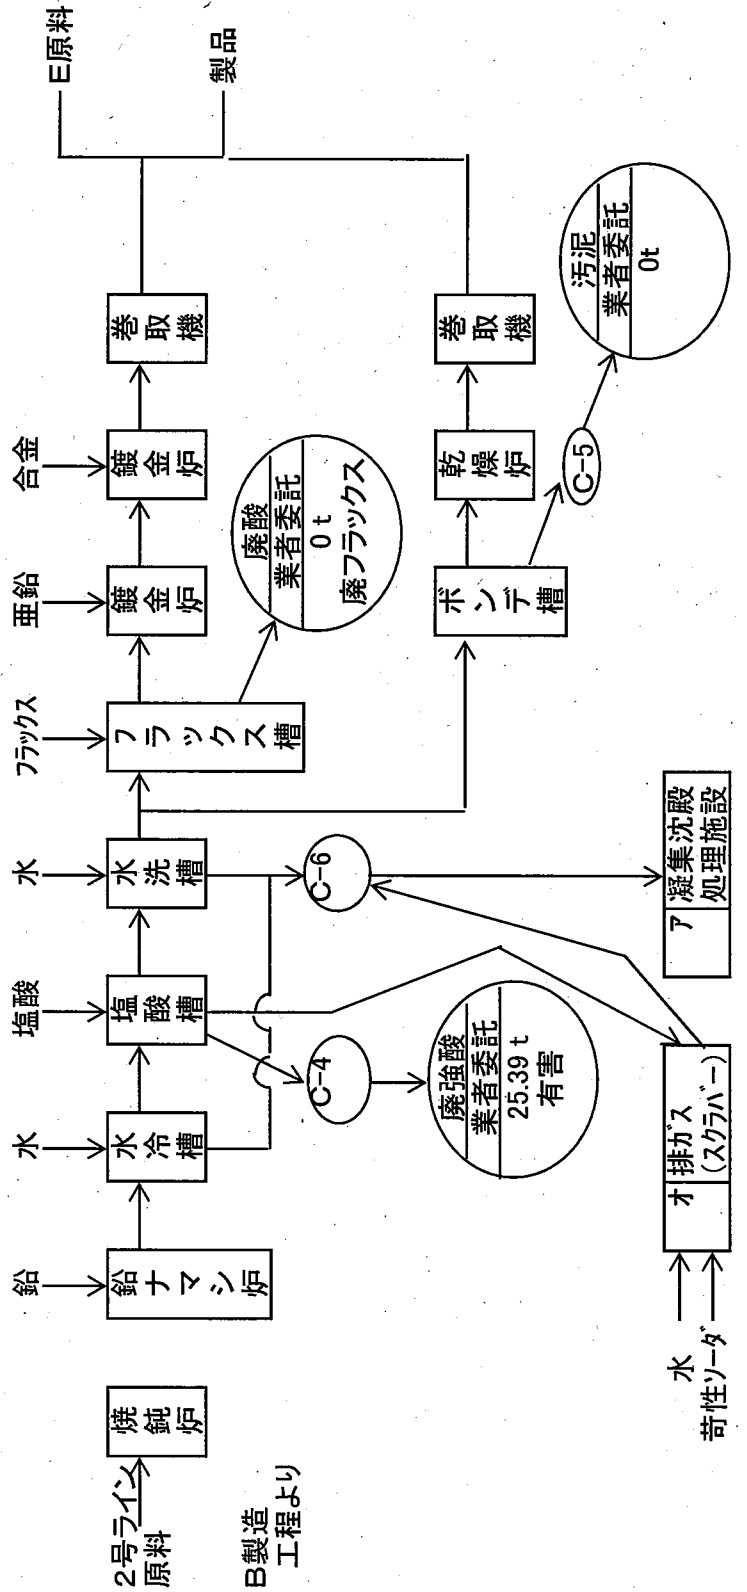 鉛
水
塩酸
水
フラックス
亜鉛
合金
2号ライン
原料
焼鈍炉
鉛ナマシ炉
水冷槽
塩酸槽
水洗槽
フラックス槽
鍍金炉
鍍金炉
巻取機
E原料
製品
B製造
工程より
C-4
廃強酸
業者委託
25.39 t
有害
C-6
廃酸
業者委託
0 t
廃フラックス
ボンデ槽
乾燥炉
巻取機
C-5
汚泥
業者委託
0t
水
苛性ソーダ
オ 排ガス
(スクラバー)
ア 凝集沈殿
処理施設